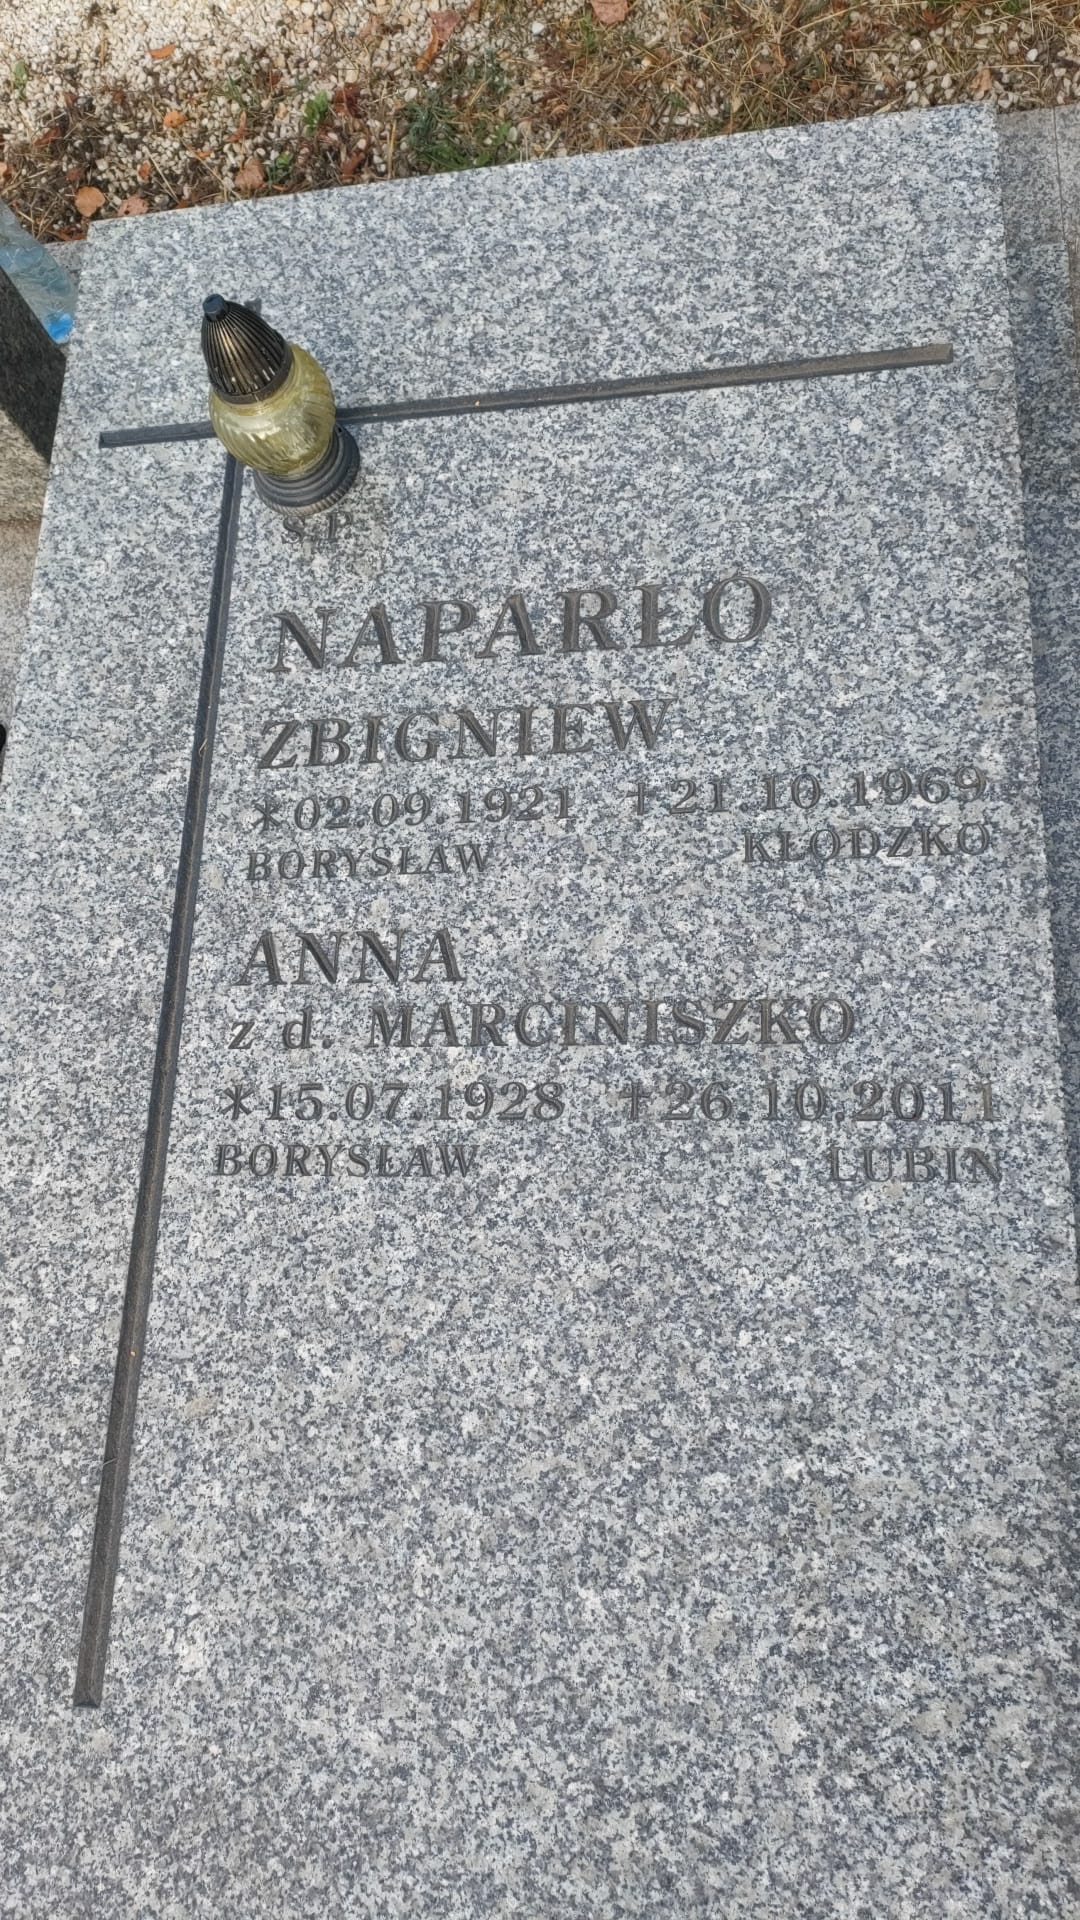 Ś.P.
NAPARŁO
ZBIGNIEW
*02.09.1921 †21.10.1969
BORYSŁAW KŁODZKO
ANNA
z d. MARCINISZKO
*15.07.1928 †26.10.2011
BORYSŁAW LUBIN